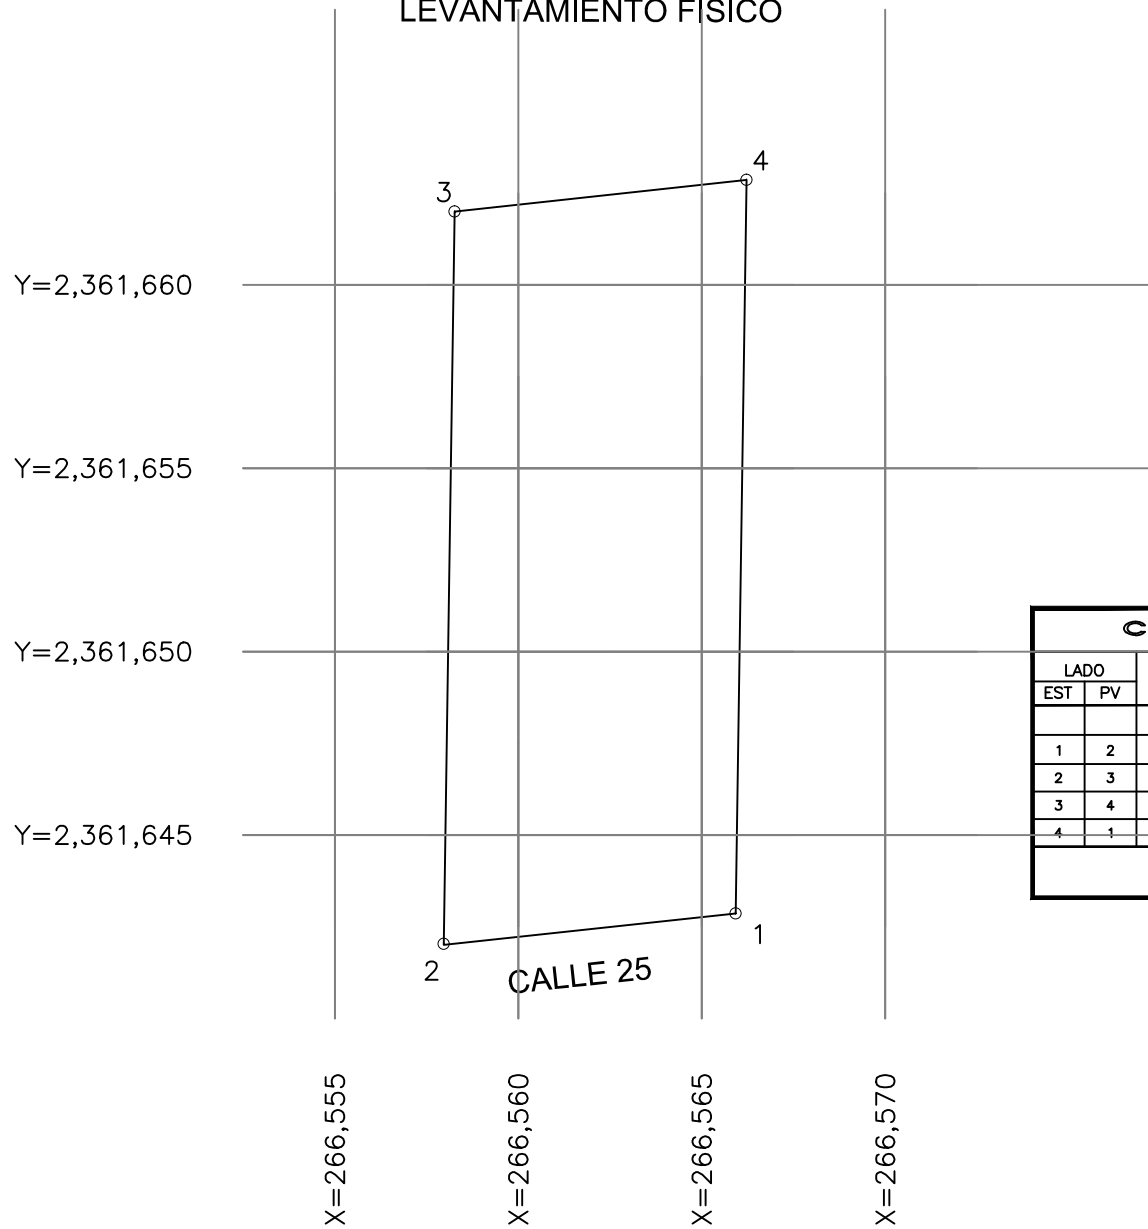 LEVANTAMIENTO FÍSICO
4
3
Y=2,361,660
Y=2,361,655
Y=2,361,650
Y=2,361,645
1
2
CALLE 25
X=266,555
X=266,560
X=266,565
X=266,570
C
LADO
EST PV
1 2
2 3
3 4
4 1